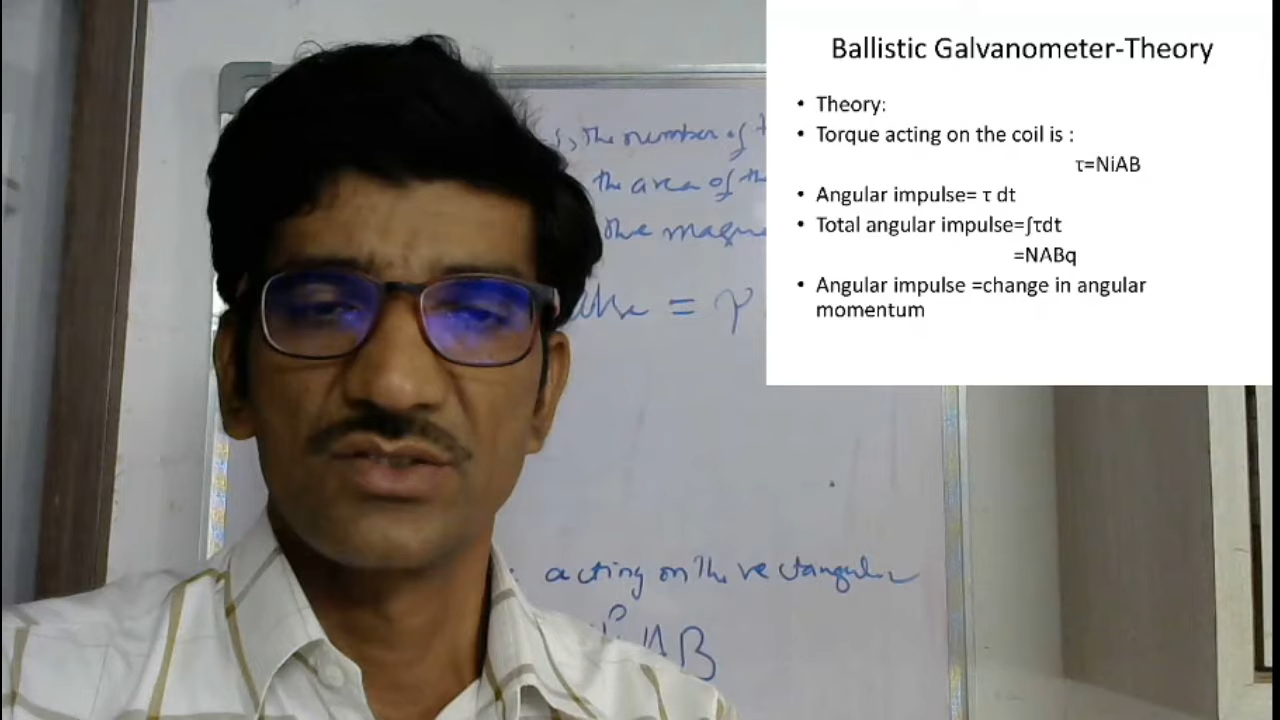 Ballistic Galvanometer-Theory
• Theory:
• Torque acting on the coil is :
τ=NiAB
• Angular impulse= τ dt
• Total angular impulse=∫τdt
=NABq
• Angular impulse =change in angular
momentum
the number of
the area of the
the
=
acting on the rectangular
AB